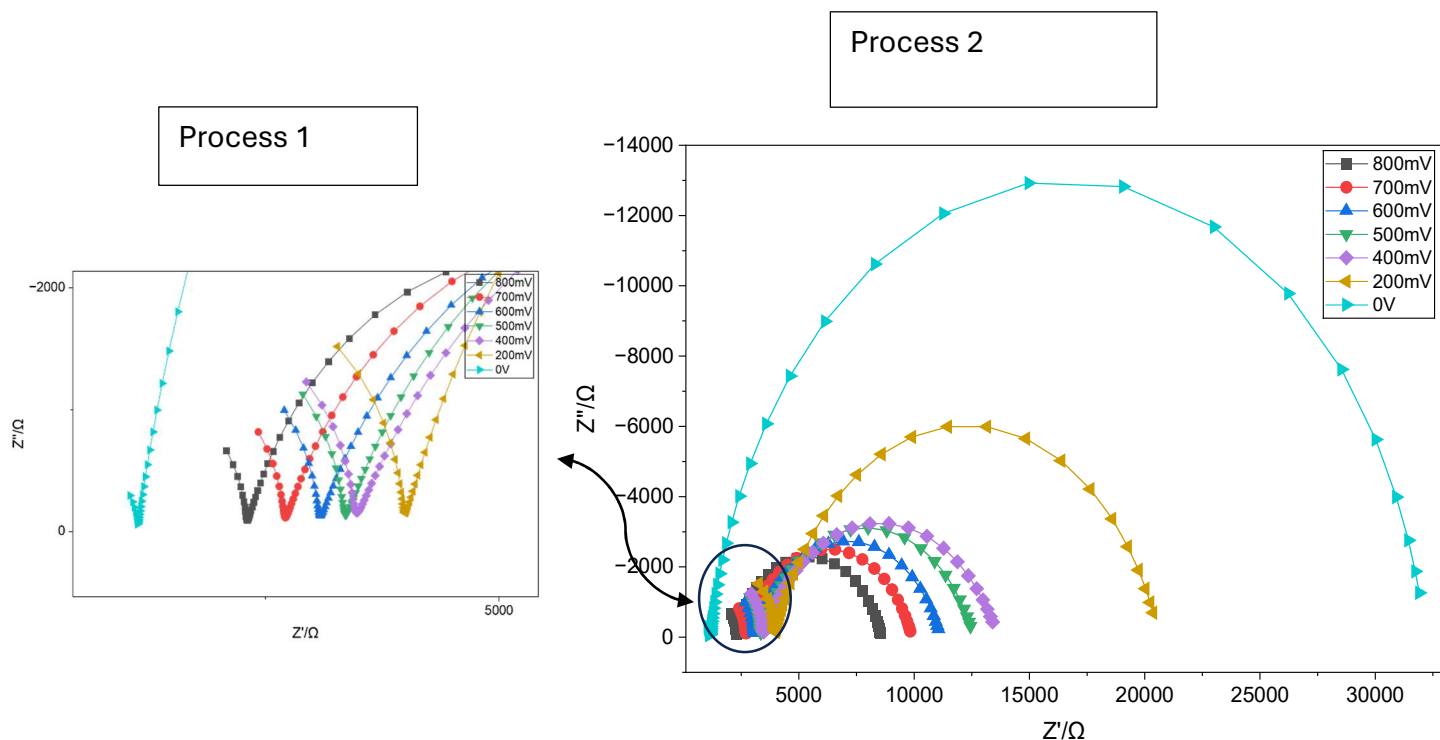 Process 2
Process 1
−14000
−12000
−10000
−8000
−6000
−4000
−2000
0
5000
10000
15000
20000
25000
30000
Z''/Ω
Z'/Ω
800mV
700mV
600mV
500mV
400mV
200mV
0V
−2000
0
5000
Z''/Ω
Z'/Ω
800mV
700mV
600mV
500mV
400mV
200mV
0V